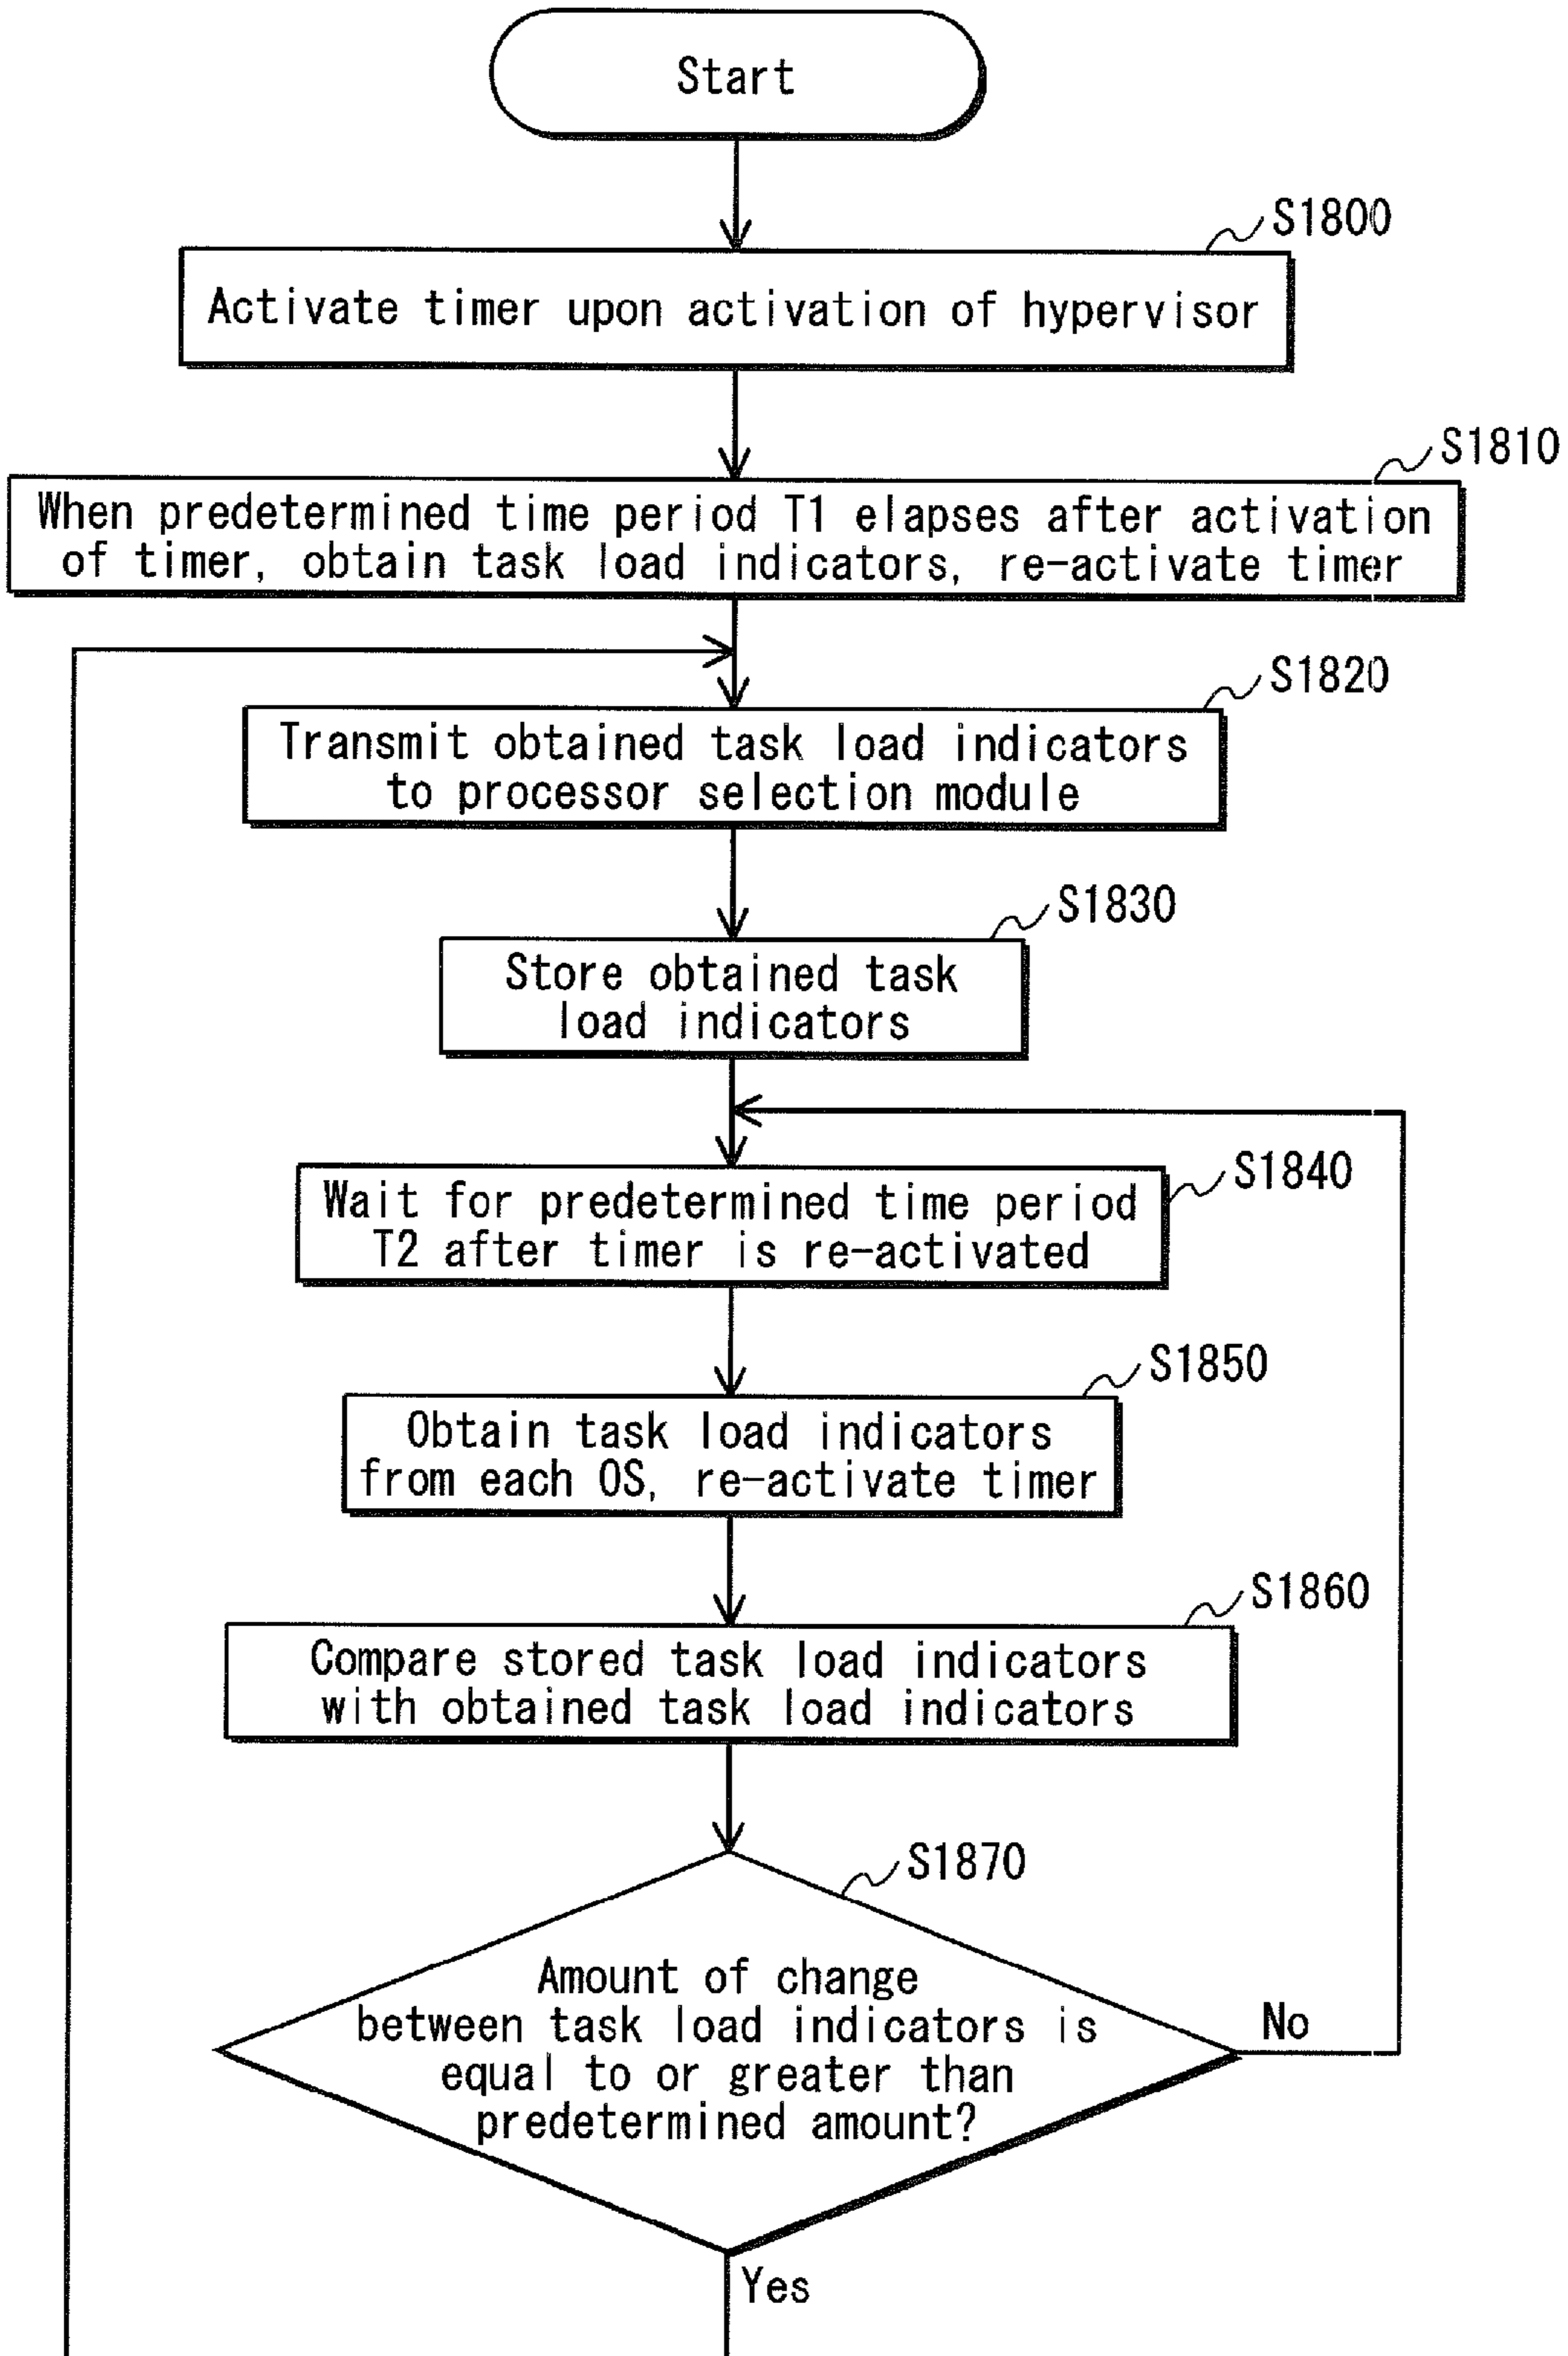 Start
S1800
Activate timer upon activation of hypervisor
S1810
When predetermined time period T1 elapses after activation
of timer, obtain task load indicators, re-activate timer
S1820
Transmit obtained task load indicators
to processor selection module
S1830
Store obtained task
load indicators
S1840
Wait for predetermined time period
T2 after timer is re-activated
S1850
Obtain task load indicators
from each OS, re-activate timer
S1860
Compare stored task load indicators
with obtained task load indicators
S1870
Amount of change
between task load indicators is
equal to or greater than
predetermined amount?
No
Yes